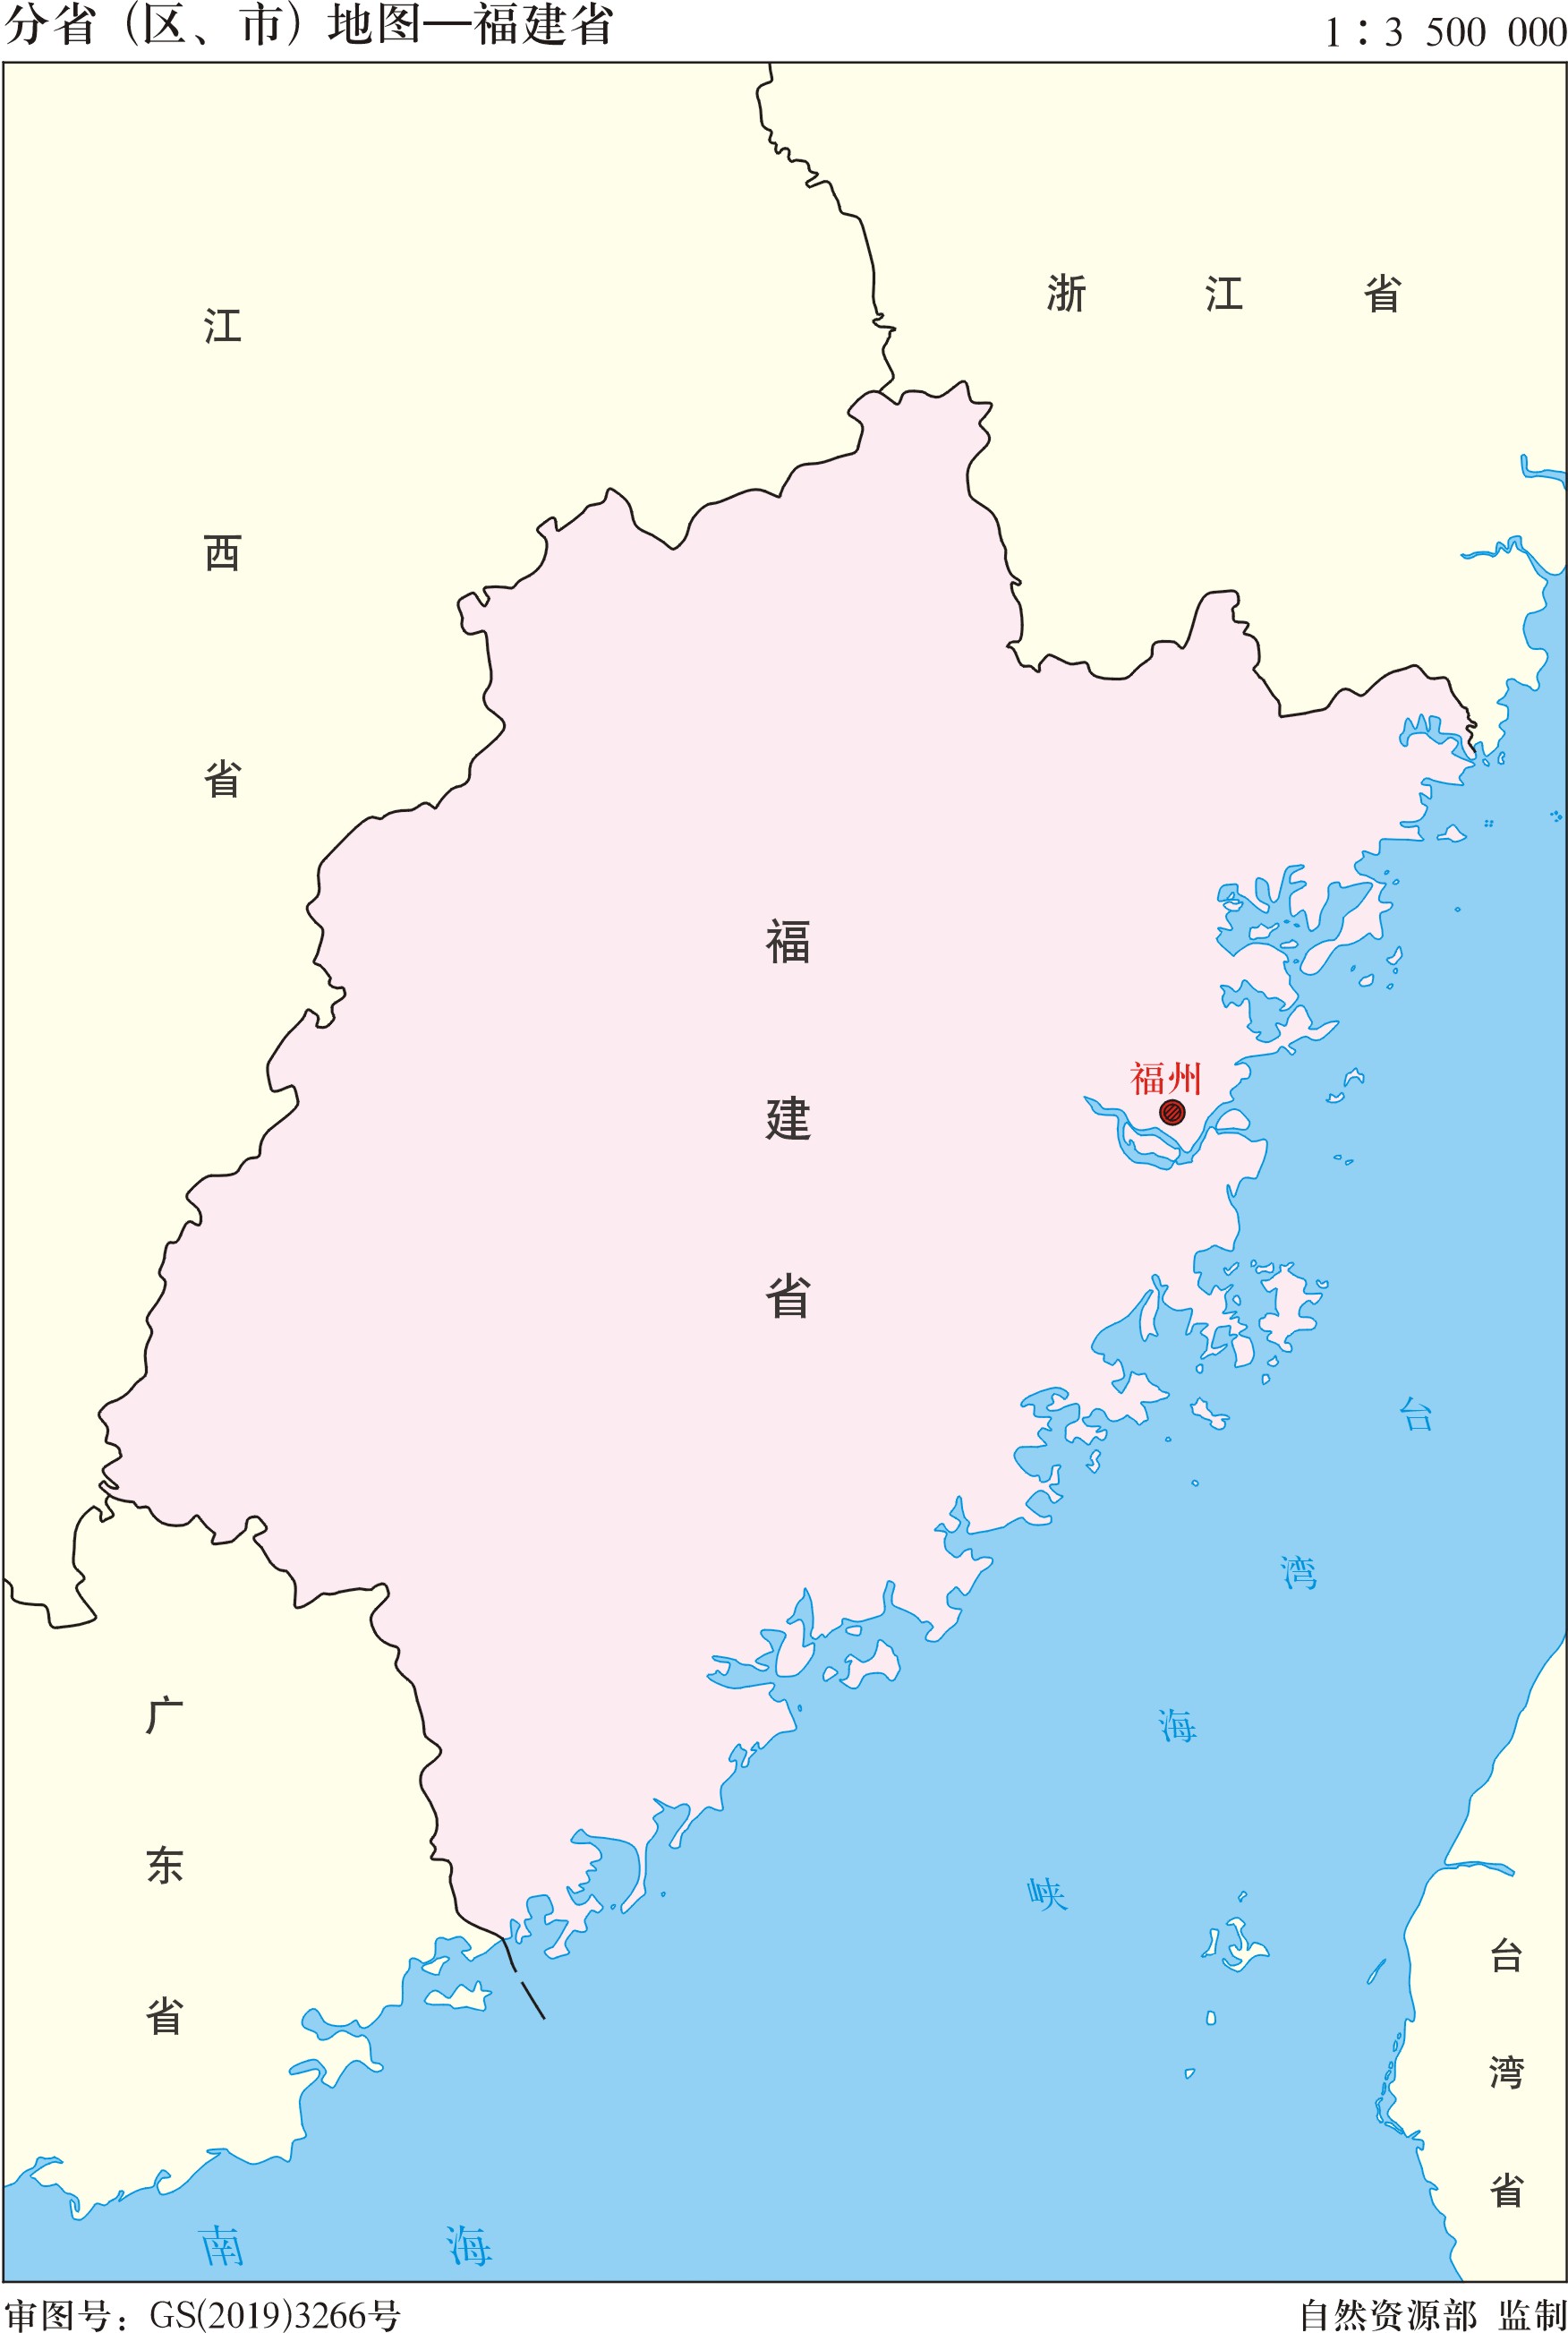 分省（区、市）地图—福建省
1：3 500 000
浙江省
江西省
福建省
福州
台湾海峡
广东省
台湾省
南海
审图号：GS(2019)3266号
自然资源部 监制